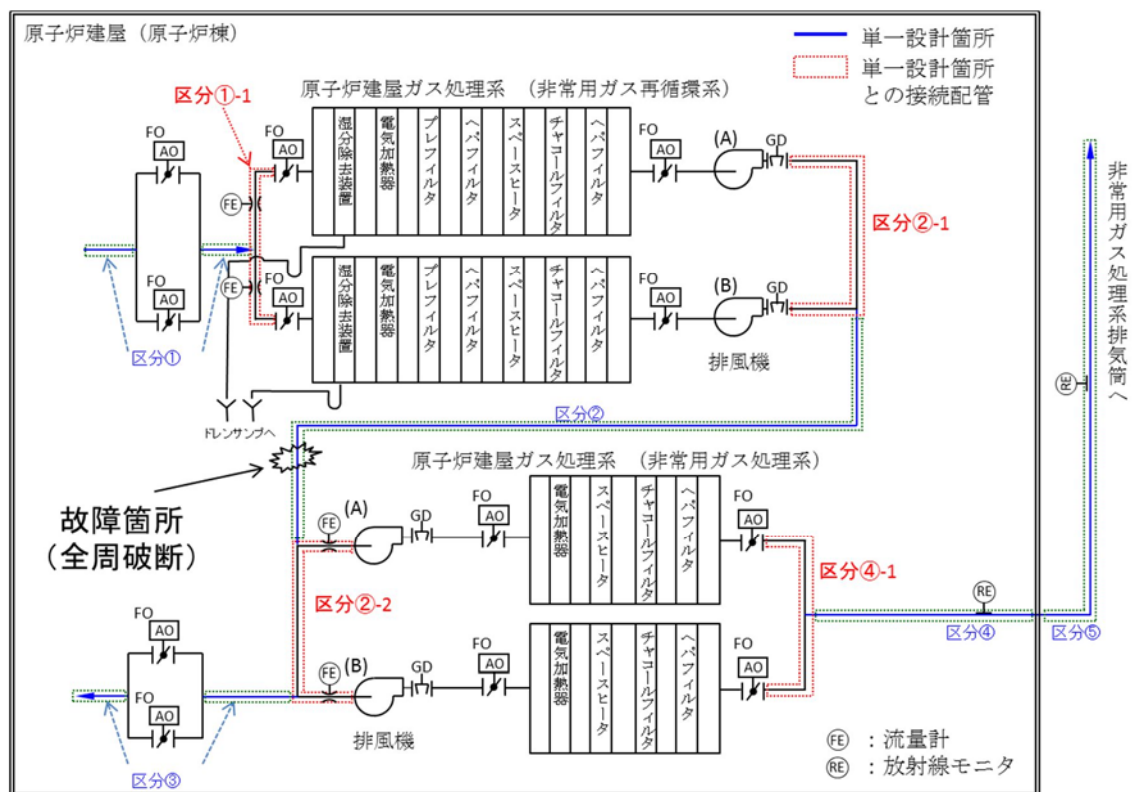 原子炉建屋（原子炉棟）
単一設計箇所
単一設計箇所
との接続配管
原子炉建屋ガス処理系 （非常用ガス再循環系）
区分①-1
FO
AO
FO
AO
湿分除去装置
電気加熱器
プレフィルタ
ヘパフィルタ
スペースヒータ
チャコールフィルタ
ヘパフィルタ
FO
AO
(A)
GD
FE
区分②-1
FE
FO
AO
FO
AO
湿分除去装置
電気加熱器
プレフィルタ
ヘパフィルタ
スペースヒータ
チャコールフィルタ
ヘパフィルタ
FO
AO
(B)
GD
排風機
区分①
ドレンサンプへ
区分②
非常用ガス処理系排気筒へ
RE
故障箇所
（全周破断）
原子炉建屋ガス処理系 （非常用ガス処理系）
FE
(A)
GD
AO
電気加熱器
スペースヒータ
チャコールフィルタ
ヘパフィルタ
FO
AO
区分②-2
区分④-1
RE
区分④
区分⑤
FO
AO
FO
AO
FE
(B)
GD
FO
AO
電気加熱器
スペースヒータ
チャコールフィルタ
ヘパフィルタ
FO
AO
排風機
区分③
FE ：流量計
RE ：放射線モニタ